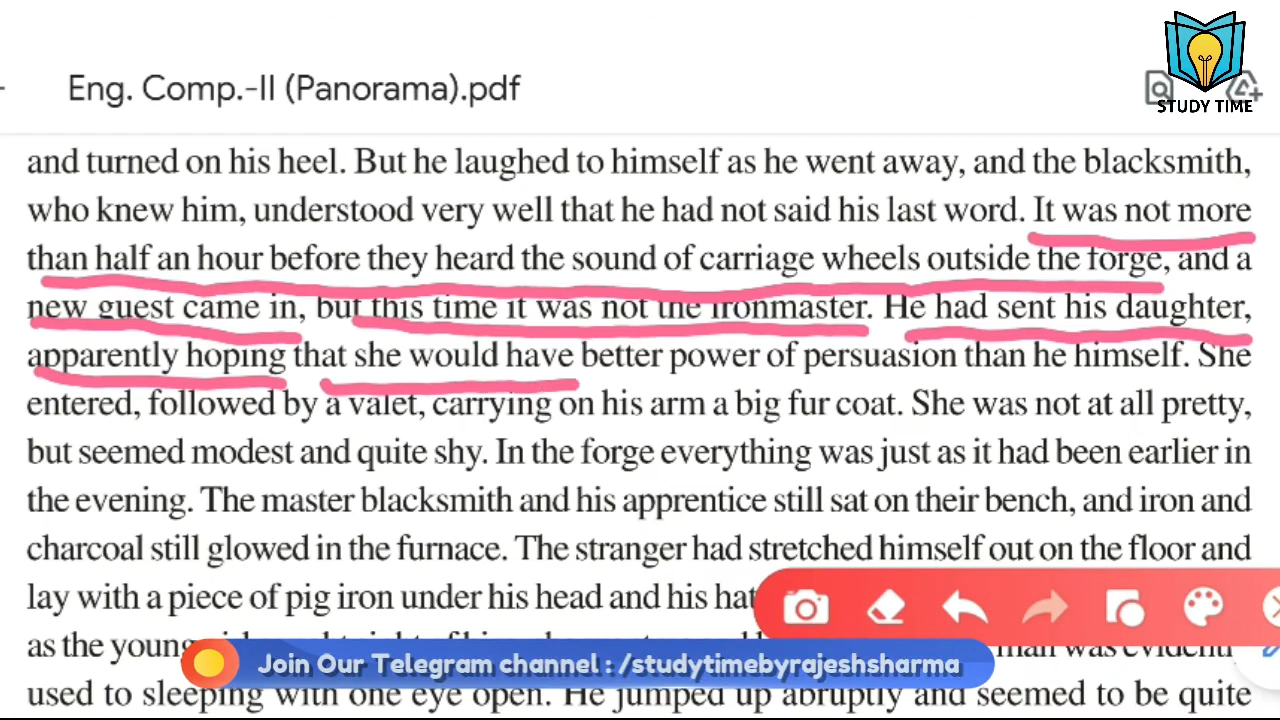 Eng. Comp.-II (Panorama).pdf
STUDY TIME
and turned on his heel. But he laughed to himself as he went away, and the blacksmith,
who knew him, understood very well that he had not said his last word. It was not more
than half an hour before they heard the sound of carriage wheels outside the forge, and a
new guest came in, but this time it was not the ironmaster. He had sent his daughter,
apparently hoping that she would have better power of persuasion than he himself. She
entered, followed by a valet, carrying on his arm a big fur coat. She was not at all pretty,
but seemed modest and quite shy. In the forge everything was just as it had been earlier in
the evening. The master blacksmith and his apprentice still sat on their bench, and iron and
charcoal still glowed in the furnace. The stranger had stretched himself out on the floor and
lay with a piece of pig iron under his head and his hat
as the young man was
Join Our Telegram channel : /studytimebyrajeshsharma
used to sleeping with one eye open. He jumped up abruptly and seemed to be quite